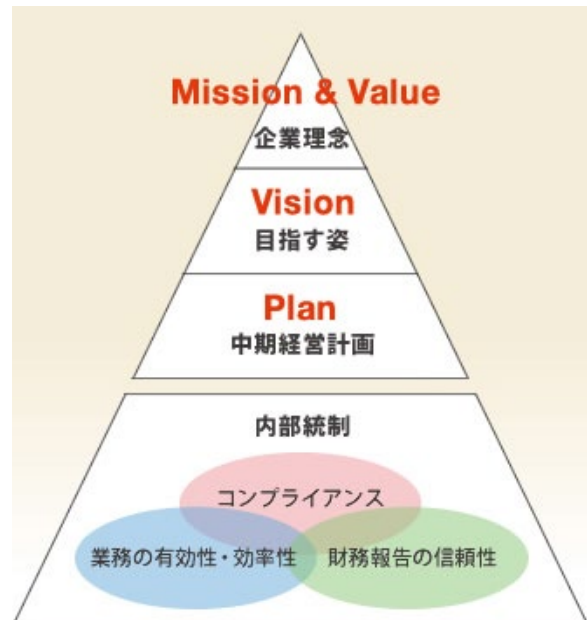 Mission & Value
企業理念
Vision
目指す姿
Plan
中期経営計画
内部統制
コンプライアンス
業務の有効性・効率性
財務報告の信頼性